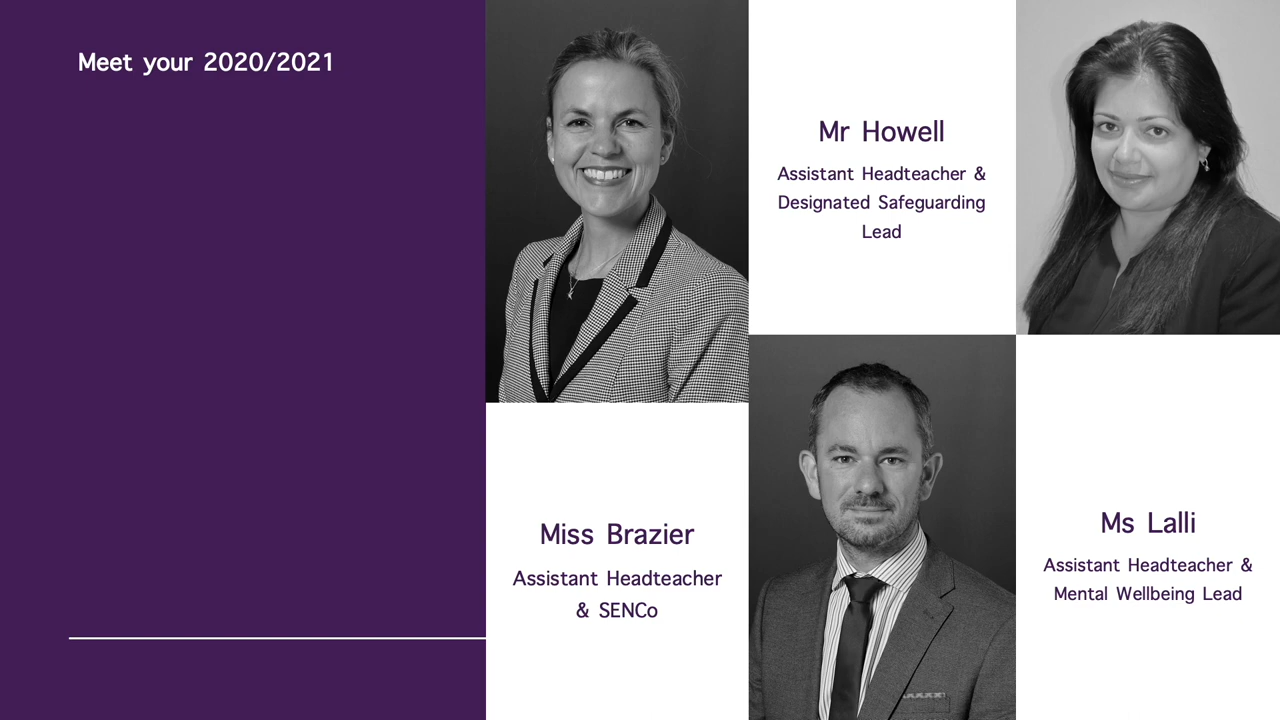 Meet your 2020/2021
Miss Brazier
Assistant Headteacher
& SENCo
Mr Howell
Assistant Headteacher &
Designated Safeguarding
Lead
Ms Lalli
Assistant Headteacher &
Mental Wellbeing Lead